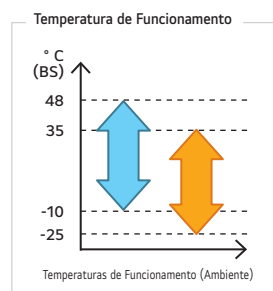 Temperatura de Funcionamento
° C
(BS)
48
35
-10
-25
Temperaturas de Funcionamento (Ambiente)